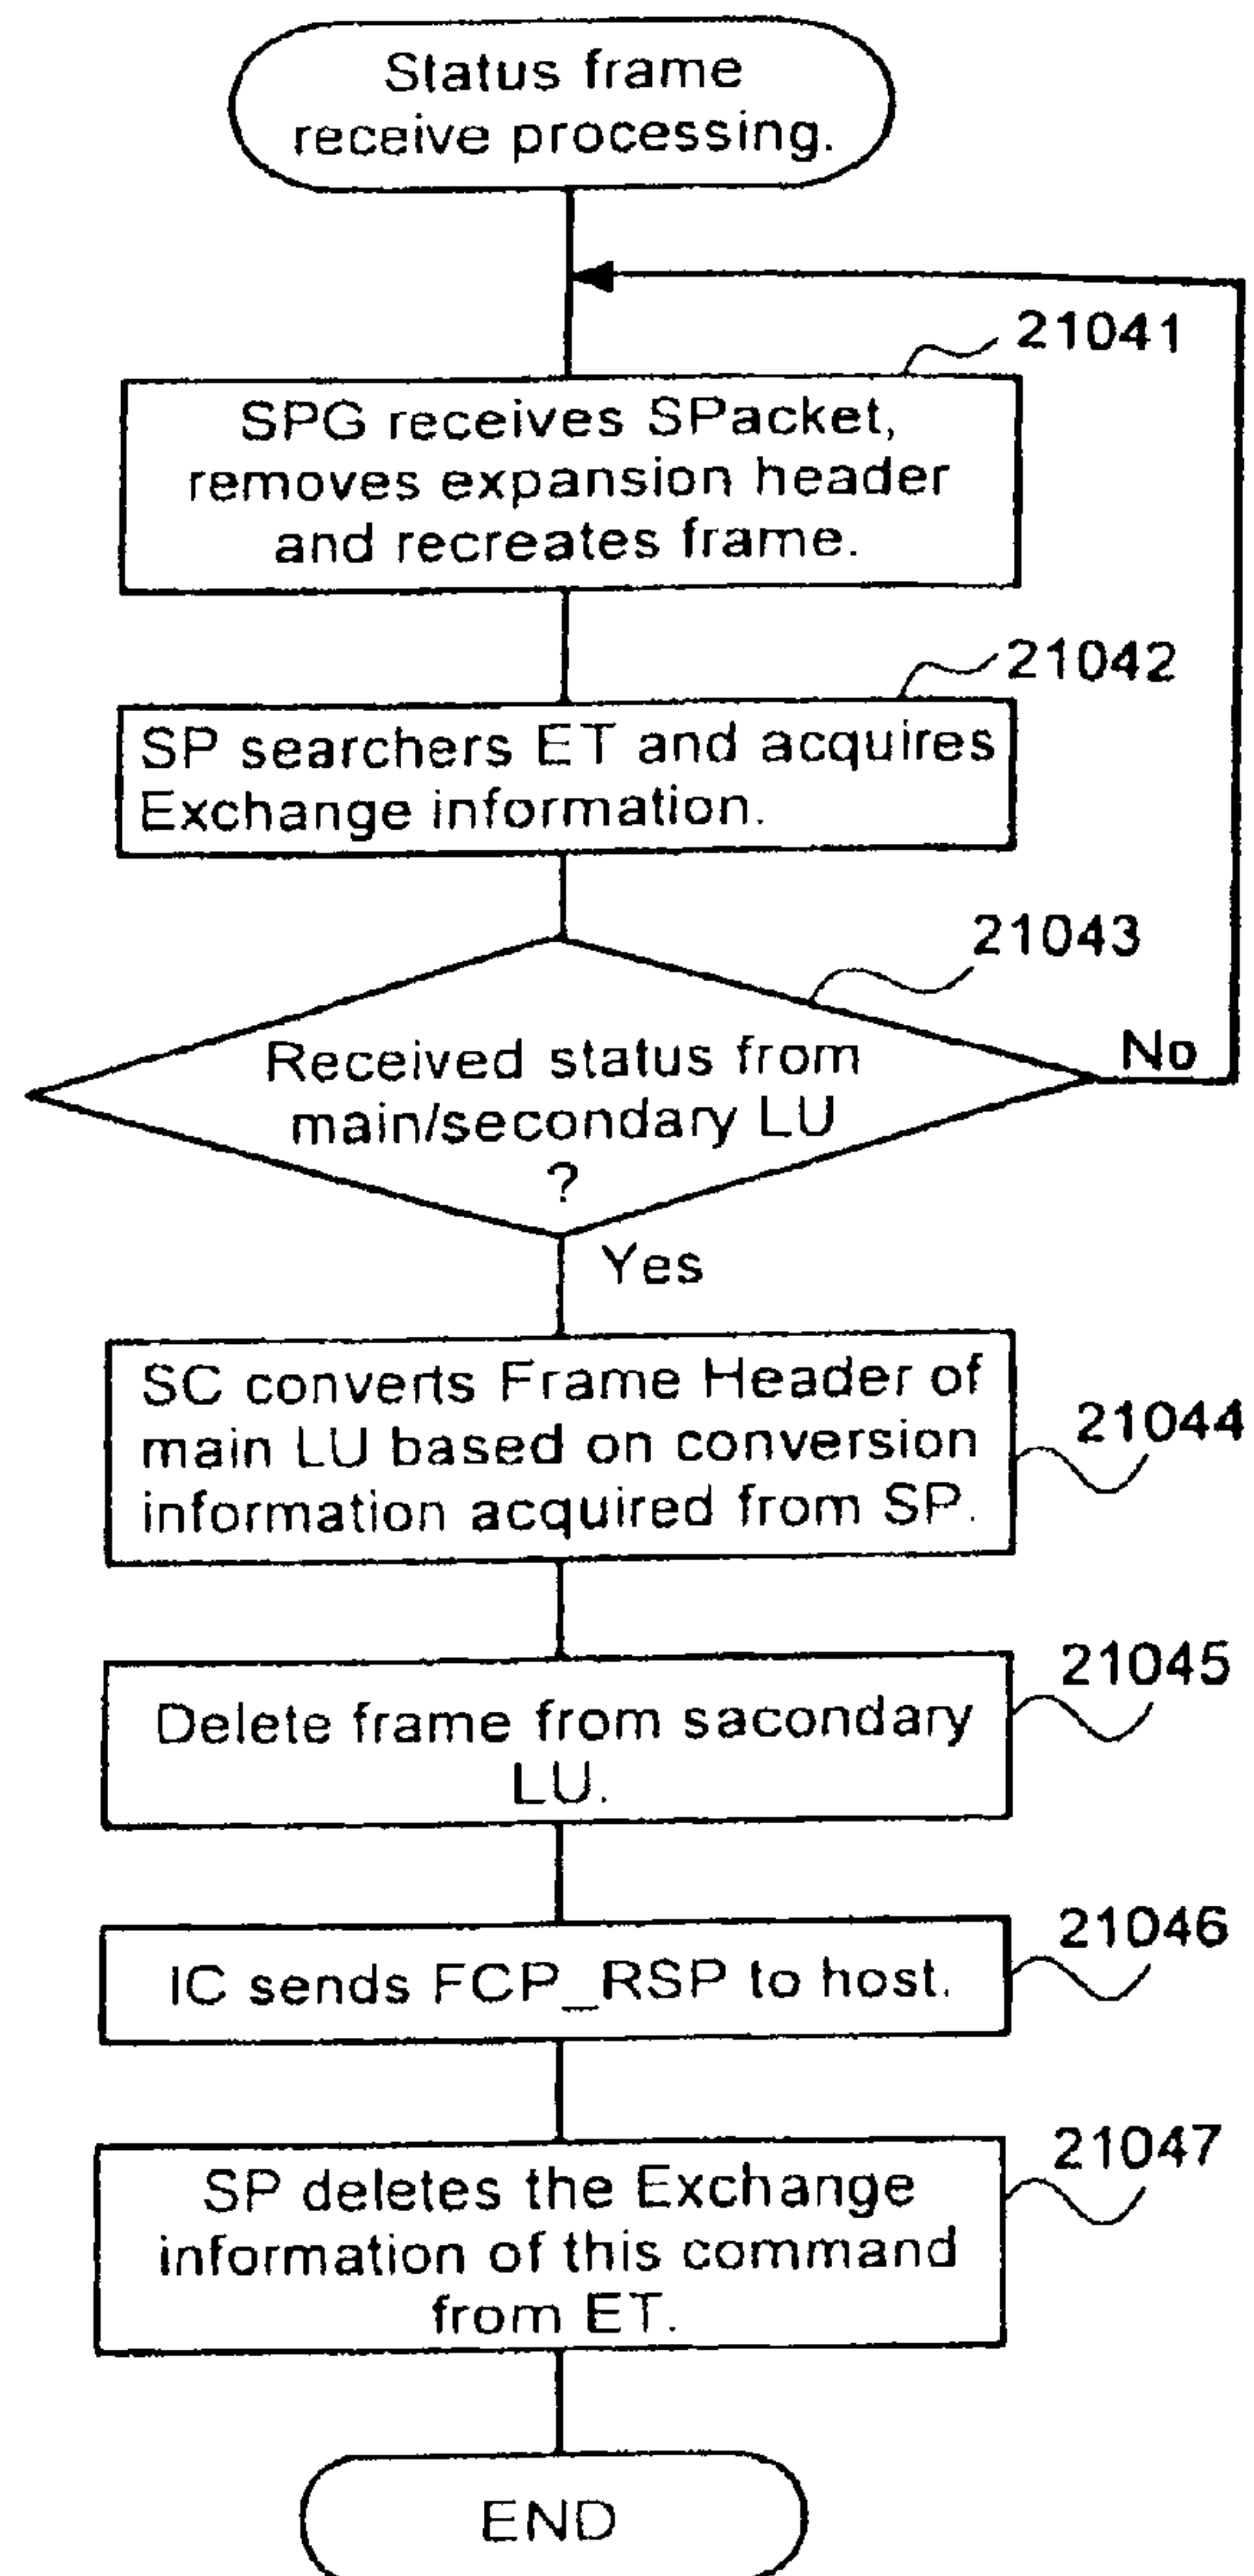 Status frame
receive processing.
21041
SPG receives SPacket,
removes expansion header
and recreates frame.
21042
SP searchers ET and acquires
Exchange information.
21043
Received status from
main/secondary LU
?
No
Yes
SC converts Frame Header of
main LU based on conversion
information acquired from SP.
21044
Delete frame from sacondary
LU.
21045
IC sends FCP_RSP to host.
21046
SP deletes the Exchange
information of this command
from ET.
21047
END